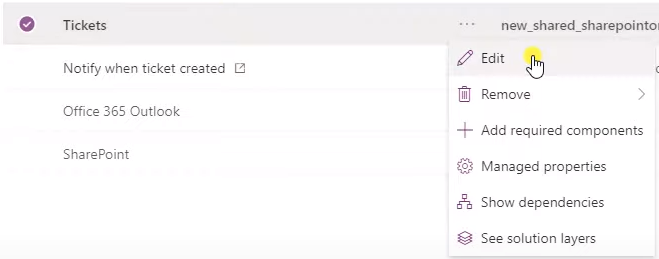 Tickets ... new_shared_sharepointo
Edit
Notify when ticket created
Remove
Office 365 Outlook
Add required components
SharePoint
Managed properties
Show dependencies
See solution layers